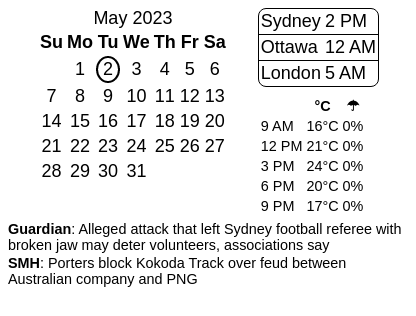 May 2023
Su Mo Tu We Th Fr Sa
1 2 3 4 5 6
7 8 9 10 11 12 13
14 15 16 17 18 19 20
21 22 23 24 25 26 27
28 29 30 31
Sydney 2 PM
Ottawa 12 AM
London 5 AM
°C ☂
9 AM 16°C 0%
12 PM 21°C 0%
3 PM 24°C 0%
6 PM 20°C 0%
9 PM 17°C 0%
Guardian: Alleged attack that left Sydney football referee with
broken jaw may deter volunteers, associations say
SMH: Porters block Kokoda Track over feud between
Australian company and PNG